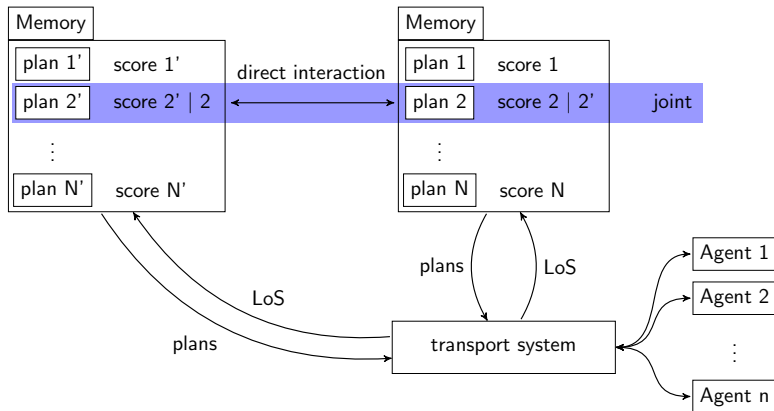 Memory
plan 1' score 1'
plan 2' score 2' | 2
⋮
plan N' score N'
direct interaction
Memory
plan 1 score 1
plan 2 score 2 | 2'
⋮
plan N score N
joint
plans
LoS
plans
LoS
transport system
Agent 1
Agent 2
⋮
Agent n